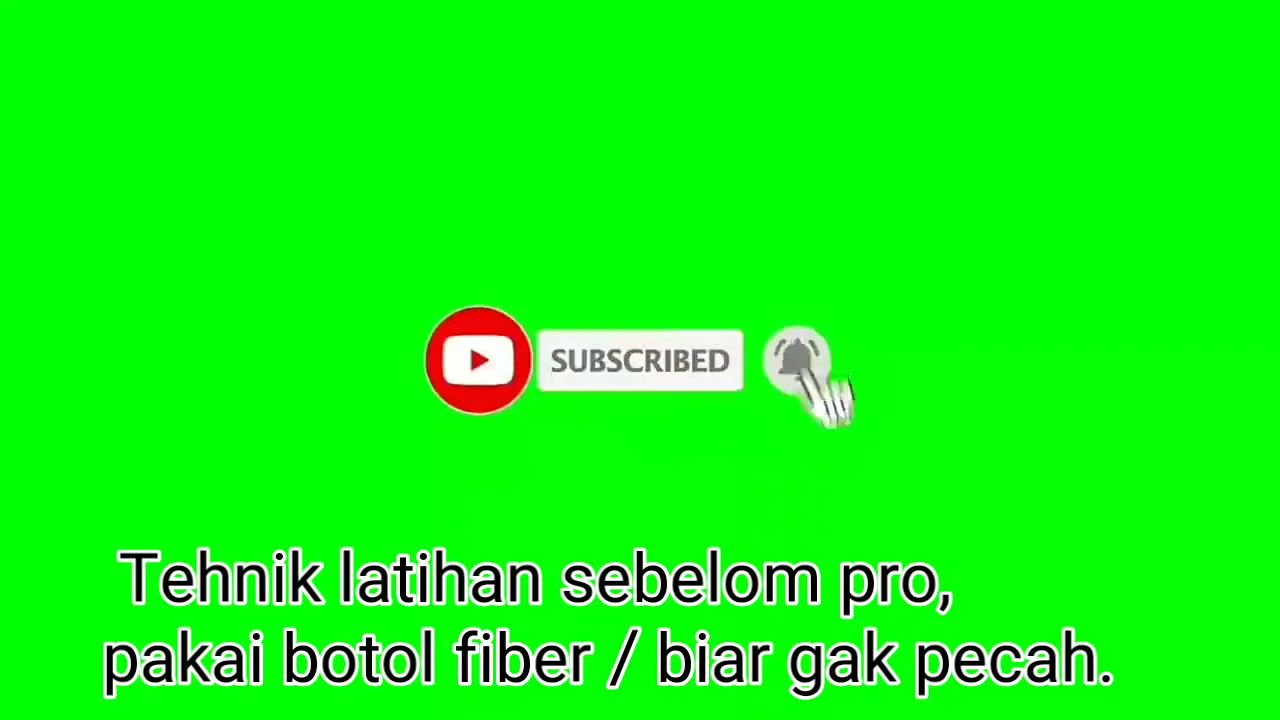 SUBSCRIBED
Tehnik latihan sebelom pro,
pakai botol fiber / biar gak pecah.